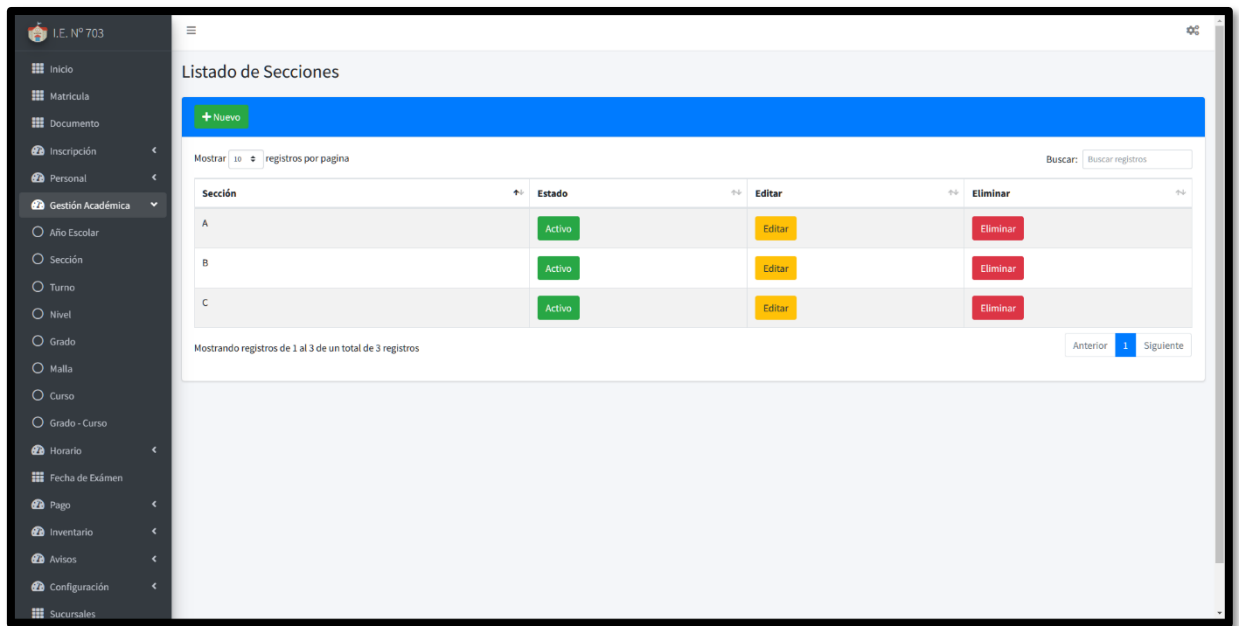 I.E. Nº 703
Inicio
Matricula
Documento
Inscripción
Personal
Gestión Académica
Año Escolar
Sección
Turno
Nivel
Grado
Malla
Curso
Grado - Curso
Horario
Fecha de Exámen
Pago
Inventario
Avisos
Configuración
Sucursales
Listado de Secciones
Nuevo
Mostrar 10 registros por pagina
Buscar: Buscar registros
Sección Estado Editar Eliminar
A Activo Editar Eliminar
B Activo Editar Eliminar
C Activo Editar Eliminar
Mostrando registros de 1 al 3 de un total de 3 registros
Anterior 1 Siguiente